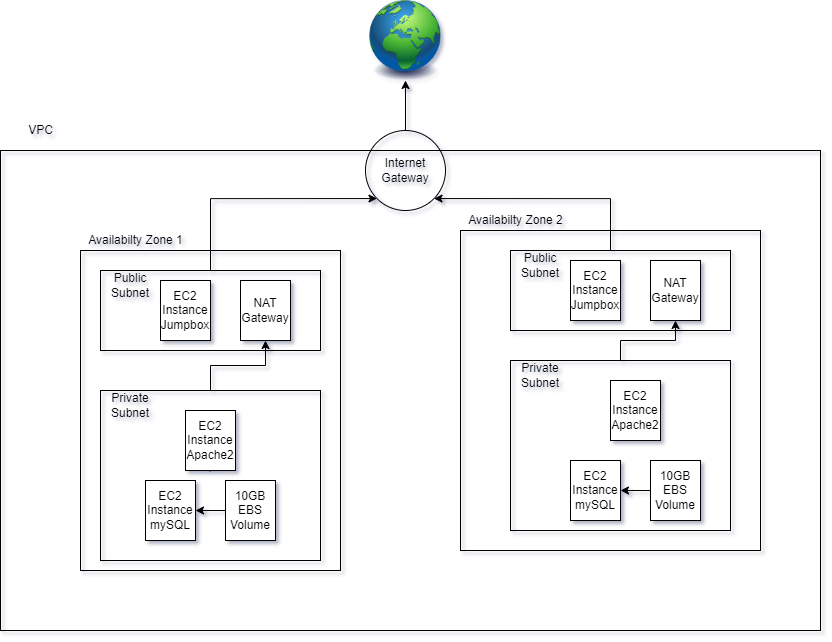 VPC
Internet
Gateway
Availabilty Zone 1
Public
Subnet
EC2
Instance
Jumpbox
NAT
Gateway
Private
Subnet
EC2
Instance
Apache2
EC2
Instance
mySQL
10GB
EBS
Volume
Availabilty Zone 2
Public
Subnet
EC2
Instance
Jumpbox
NAT
Gateway
Private
Subnet
EC2
Instance
Apache2
EC2
Instance
mySQL
10GB
EBS
Volume